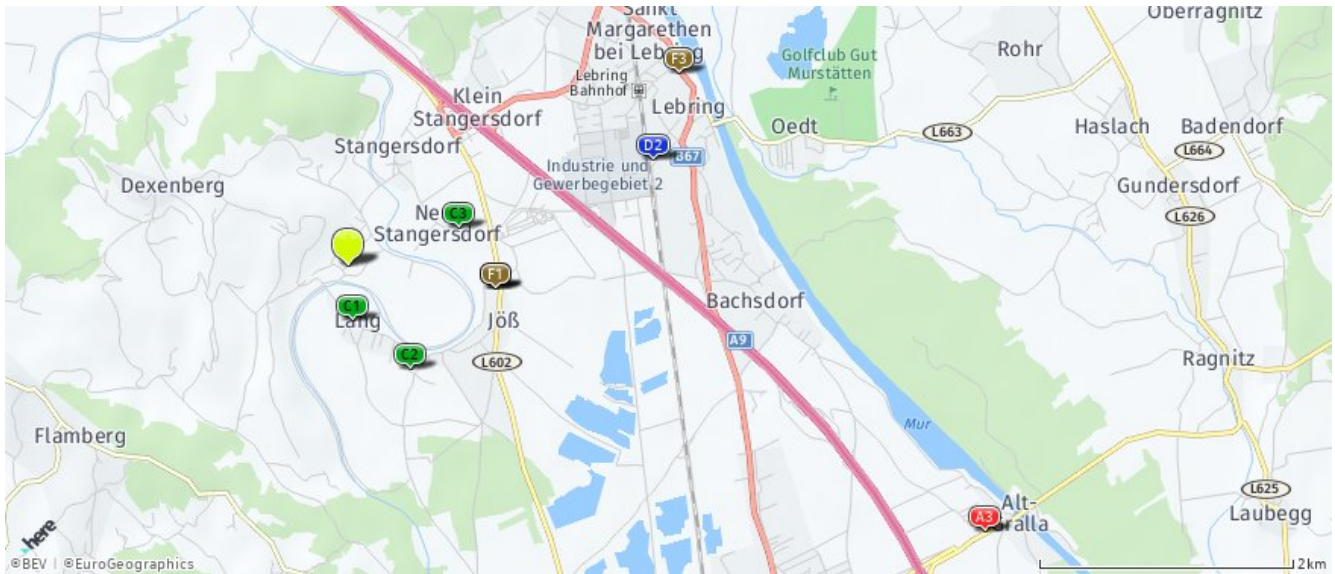 Sankt
Margarethen
bei Lebring
Oberragnitz
Rohr
Golfclub Gut
Murstätten
F3
Lebring
Bahnhof
Klein
Stangersdorf
Lebring
Oedt
L663
Haslach
Badendorf
L664
Stangersdorf
D2
B67
Industrie und
Gewerbegebiet 2
Dexenberg
Gundersdorf
L626
C3
Stangersdorf
F1
C1
Lang
Jöß
Bachsdorf
A9
C2
L602
Ragnitz
Flamberg
Mur
L625
Laubegg
A3
Alt-
here
©BEV | ©EuroGeographics
2km